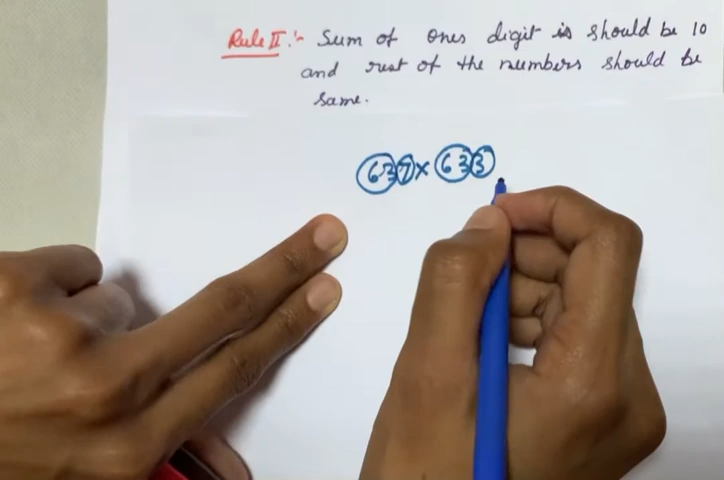 Rule II :- Sum of ones digit is should be 10
and rest of the numbers should be
same.
637 × 633